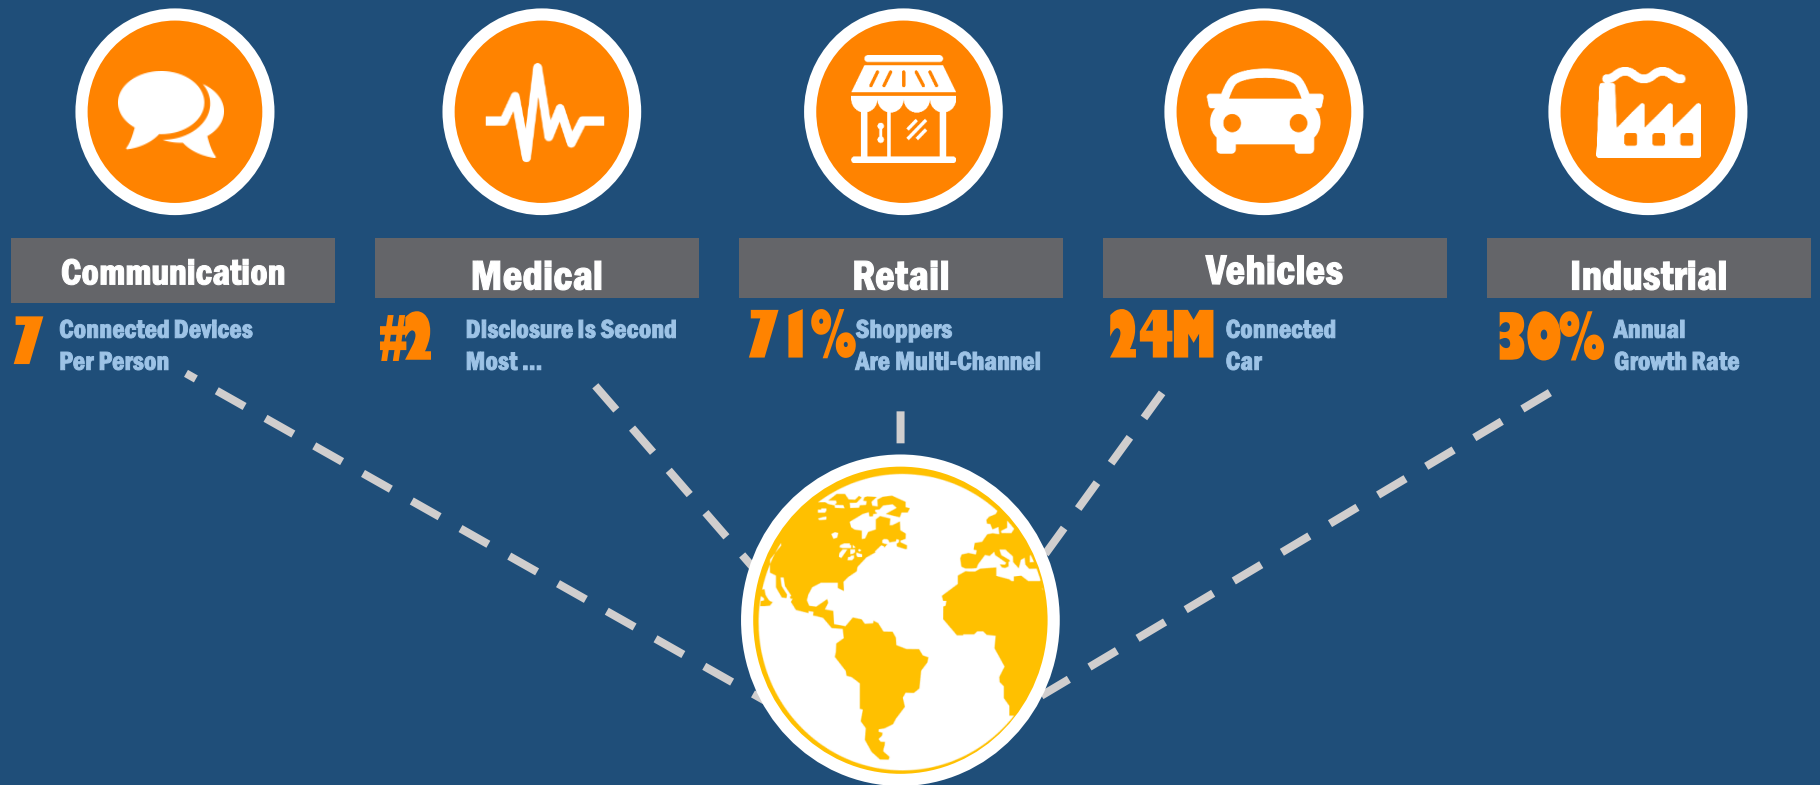 Communication
7 Connected Devices
Per Person
Medical
#2 Disclosure Is Second
Most ...
Retail
71% Shoppers
Are Multi-Channel
Vehicles
24M Connected
Car
Industrial
30% Annual
Growth Rate